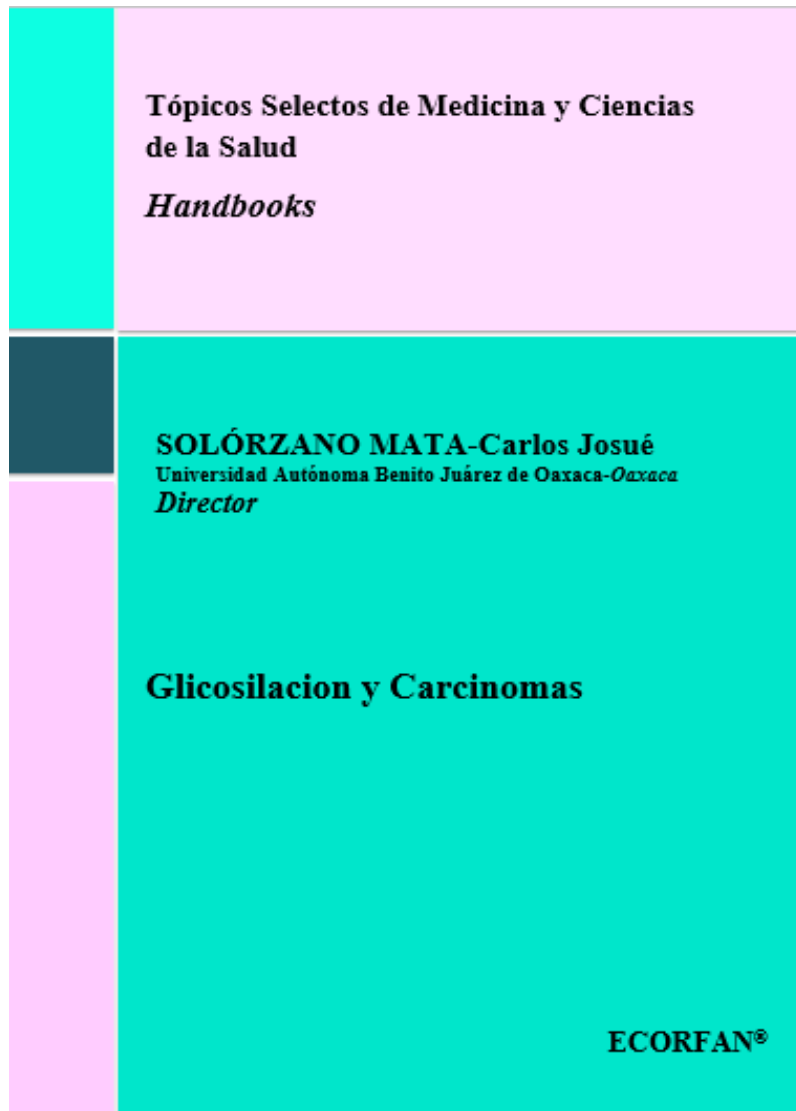 Tópicos Selectos de Medicina y Ciencias
de la Salud
Handbooks
SOLÓRZANO MATA-Carlos Josué
Universidad Autónoma Benito Juárez de Oaxaca-Oaxaca
Director
Glicosilacion y Carcinomas
ECORFAN®